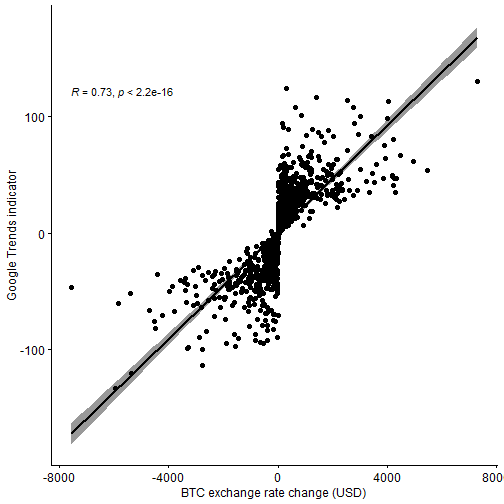 R = 0.73, p < 2.2e-16
100
0
-100
Google Trends indicator
-8000 -4000 0 4000 800
BTC exchange rate change (USD)